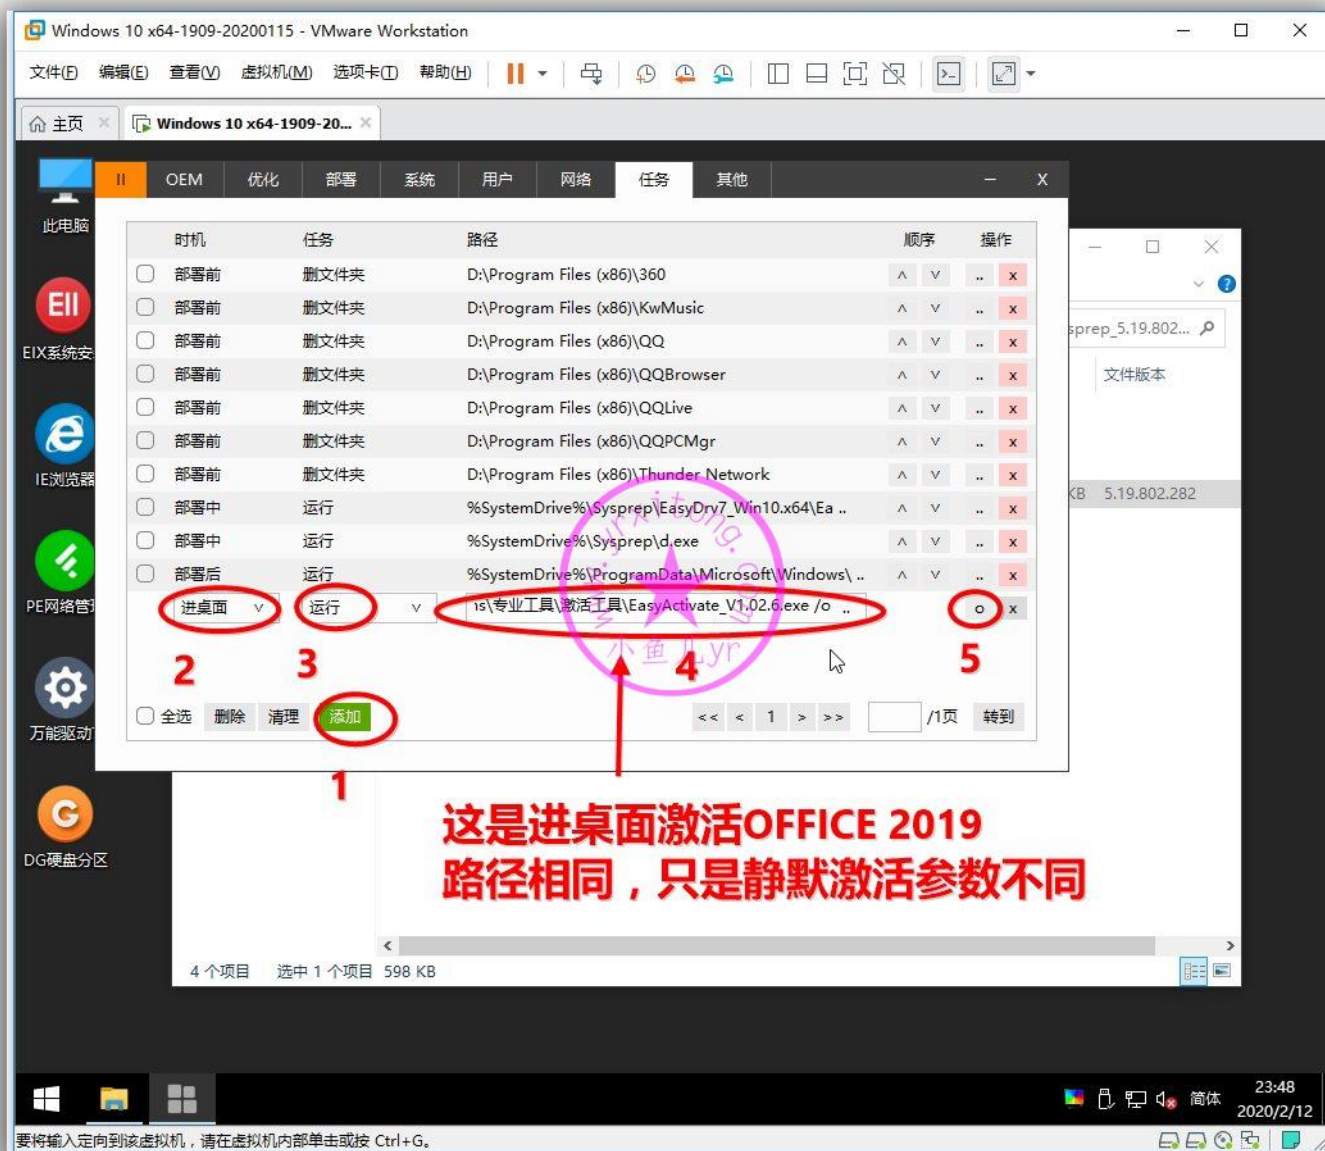 Windows 10 x64-1909-20200115 - VMware Workstation
文件(F) 编辑(E) 查看(V) 虚拟机(M) 选项卡(T) 帮助(H)
主页 Windows 10 x64-1909-20...
II OEM 优化 部署 系统 用户 网络 任务 其他 X
此电脑
时机 任务 路径 顺序 操作
部署前 删文件夹 D:\Program Files (x86)\360 .. x
部署前 删文件夹 D:\Program Files (x86)\KwMusic .. x
部署前 删文件夹 D:\Program Files (x86)\QQ .. x
部署前 删文件夹 D:\Program Files (x86)\QQBrowser .. x
部署前 删文件夹 D:\Program Files (x86)\QQLive .. x
部署前 删文件夹 D:\Program Files (x86)\QQPCMgr .. x
部署前 删文件夹 D:\Program Files (x86)\Thunder Network .. x
部署中 运行 %SystemDrive%\Sysprep\EasyDrv7_Win10.x64\Ea .. .. x
部署中 运行 %SystemDrive%\Sysprep\d.exe .. x
部署后 运行 %SystemDrive%\ProgramData\Microsoft\Windows\ .. .. x
进桌面 运行 ns\专业工具\激活工具\EasyActivate_V1.02.6.exe /o .. o x
2 3 4 5
全选 删除 清理 添加 << < 1 > >> /1页 转到
1
EII
EIX系统安
IE浏览器
PE网络管
万能驱动
G
DG硬盘分区
sprep_5.19.802...
文件版本
KB 5.19.802.282
www.yrxitong.com
小鱼儿yr
这是进桌面激活OFFICE 2019
路径相同，只是静默激活参数不同
4 个项目 选中 1 个项目 598 KB
简体 23:48
2020/2/12
要将输入定向到该虚拟机，请在虚拟机内部单击或按 Ctrl+G。